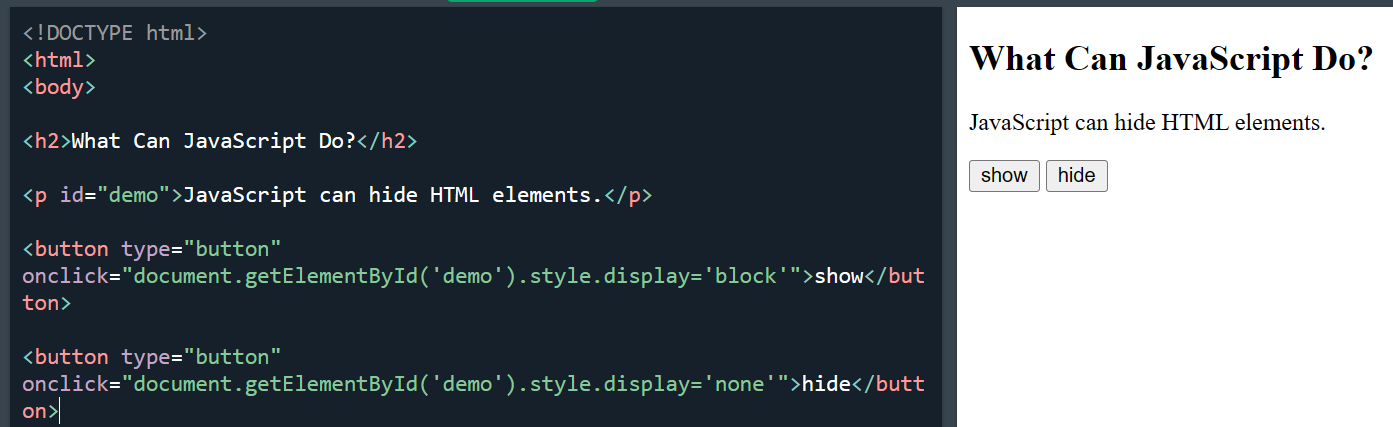 <!DOCTYPE html>
<html>
<body>
<h2>What Can JavaScript Do?</h2>
<p id="demo">JavaScript can hide HTML elements.</p>
<button type="button"
onclick="document.getElementById('demo').style.display='block'">show</but
ton>
<button type="button"
onclick="document.getElementById('demo').style.display='none'">hide</butt
on>
What Can JavaScript Do?
JavaScript can hide HTML elements.
show hide